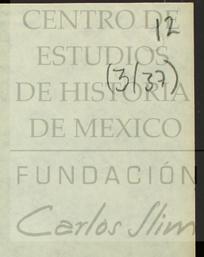 12
CENTRO DE
ESTUDIOS
(3/37)
DE HISTORIA
DE MEXICO
FUNDACIÓN
Carlos Slim